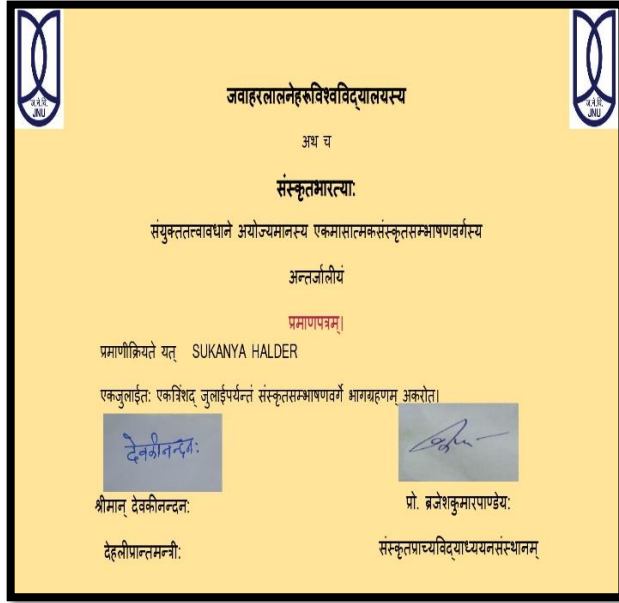 ज.ने.वि.
JNU
ज.ने.वि.
JNU
जवाहरलालनेहरूविश्वविद्यालयस्य
अथ च
संस्कृतभारत्या:
संयुक्ततत्त्वावधाने अयोज्यमानस्य एकमासात्मकसंस्कृतसम्भाषणवर्गस्य
अन्तर्जालीयं
प्रमाणपत्रम्|
प्रमाणीक्रियते यत् SUKANYA HALDER
एकजुलाईत: एकत्रिंशद् जुलाईपर्यन्तं संस्कृतसम्भाषणवर्गे भागग्रहणम् अकरोत|
देवकीनन्दन:
श्रीमान् देवकीनन्दन: प्रो. ब्रजेशकुमारपाण्डेय:
देहलीप्रान्तमन्त्री: संस्कृतप्राच्यविद्याध्ययनसंस्थानम्